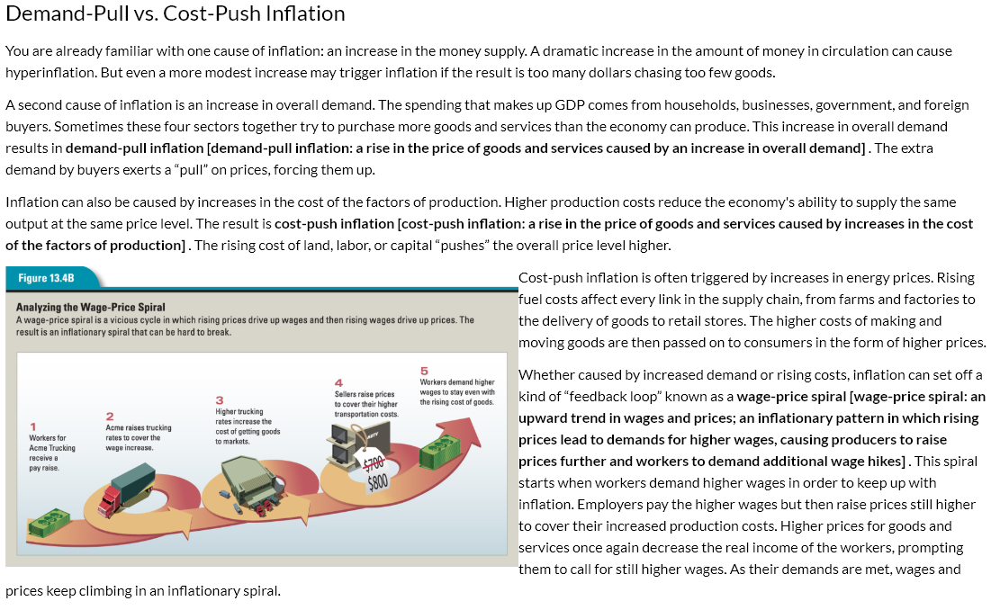 Demand-Pull vs. Cost-Push Inflation
You are already familiar with one cause of inflation: an increase in the money supply. A dramatic increase in the amount of money in circulation can cause
hyperinflation. But even a more modest increase may trigger inflation if the result is too many dollars chasing too few goods.
A second cause of inflation is an increase in overall demand. The spending that makes up GDP comes from households, businesses, government, and foreign
buyers. Sometimes these four sectors together try to purchase more goods and services than the economy can produce. This increase in overall demand
results in demand-pull inflation [demand-pull inflation: a rise in the price of goods and services caused by an increase in overall demand] . The extra
demand by buyers exerts a “pull” on prices, forcing them up.
Inflation can also be caused by increases in the cost of the factors of production. Higher production costs reduce the economy's ability to supply the same
output at the same price level. The result is cost-push inflation [cost-push inflation: a rise in the price of goods and services caused by increases in the cost
of the factors of production] . The rising cost of land, labor, or capital “pushes” the overall price level higher.
Figure 13.4B
Analyzing the Wage-Price Spiral
A wage-price spiral is a vicious cycle in which rising prices drive up wages and then rising wages drive up prices. The
result is an inflationary spiral that can be hard to break.
1
Workers for
Acme Trucking
receive a
pay raise.
2
Acme raises trucking
rates to cover the
wage increase.
3
Higher trucking
rates increase the
cost of getting goods
to markets.
4
Sellers raise prices
to cover their higher
transportation costs.
5
Workers demand higher
wages to stay even with
the rising cost of goods.
HDTV
$700
$800
Cost-push inflation is often triggered by increases in energy prices. Rising
fuel costs affect every link in the supply chain, from farms and factories to
the delivery of goods to retail stores. The higher costs of making and
moving goods are then passed on to consumers in the form of higher prices.
Whether caused by increased demand or rising costs, inflation can set off a
kind of “feedback loop” known as a wage-price spiral [wage-price spiral: an
upward trend in wages and prices; an inflationary pattern in which rising
prices lead to demands for higher wages, causing producers to raise
prices further and workers to demand additional wage hikes] . This spiral
starts when workers demand higher wages in order to keep up with
inflation. Employers pay the higher wages but then raise prices still higher
to cover their increased production costs. Higher prices for goods and
services once again decrease the real income of the workers, prompting
them to call for still higher wages. As their demands are met, wages and
prices keep climbing in an inflationary spiral.